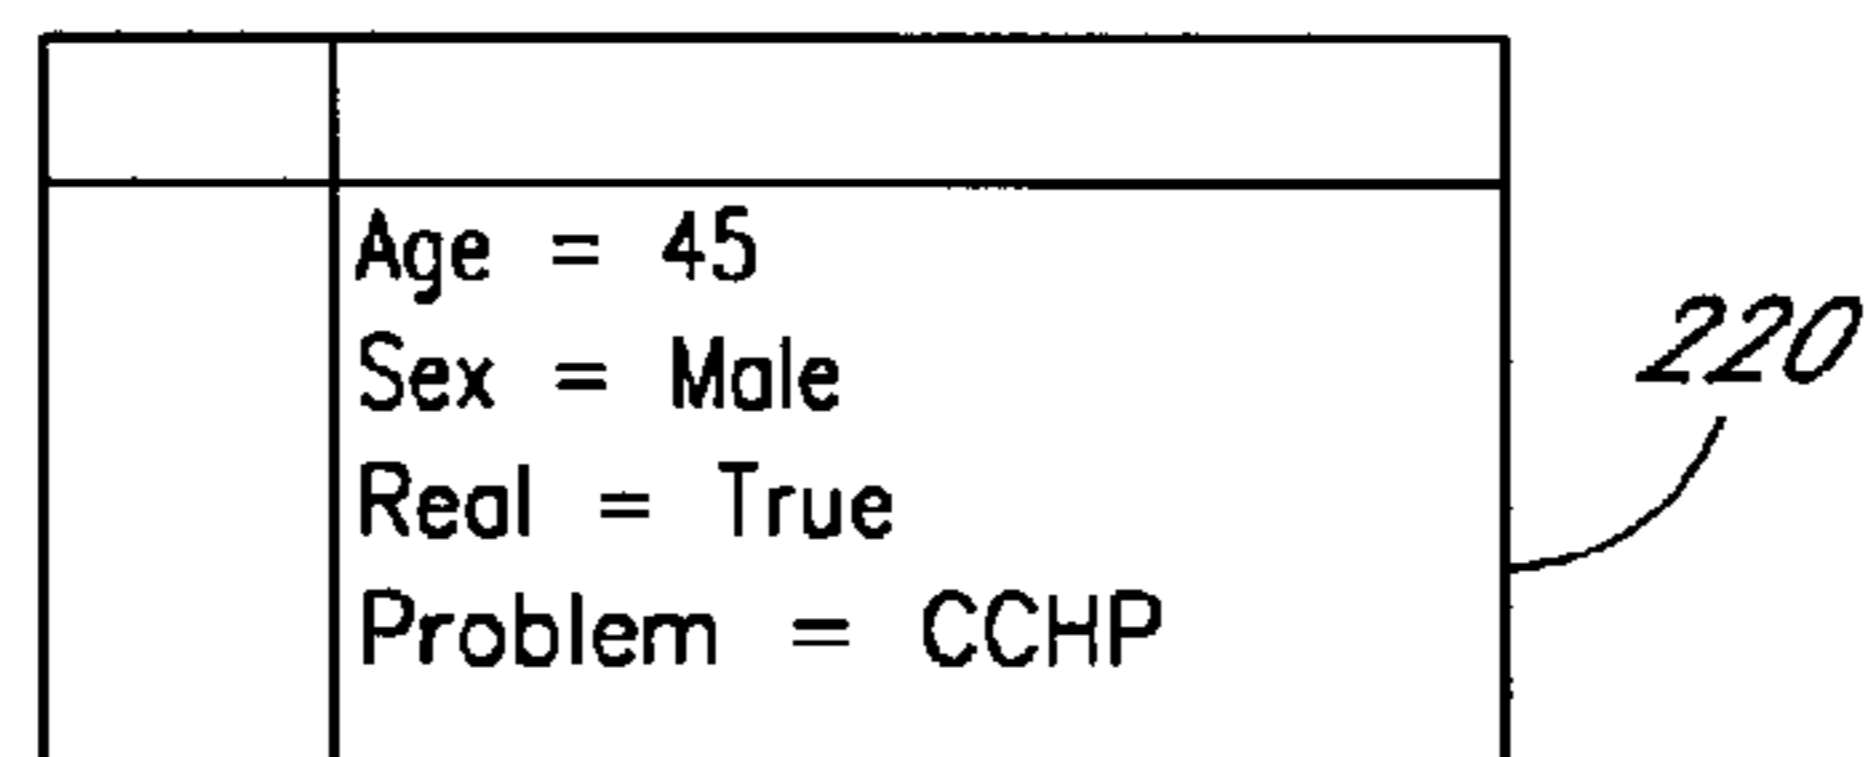 Age = 45
Sex = Male
220
Real = True
Problem = CCHP